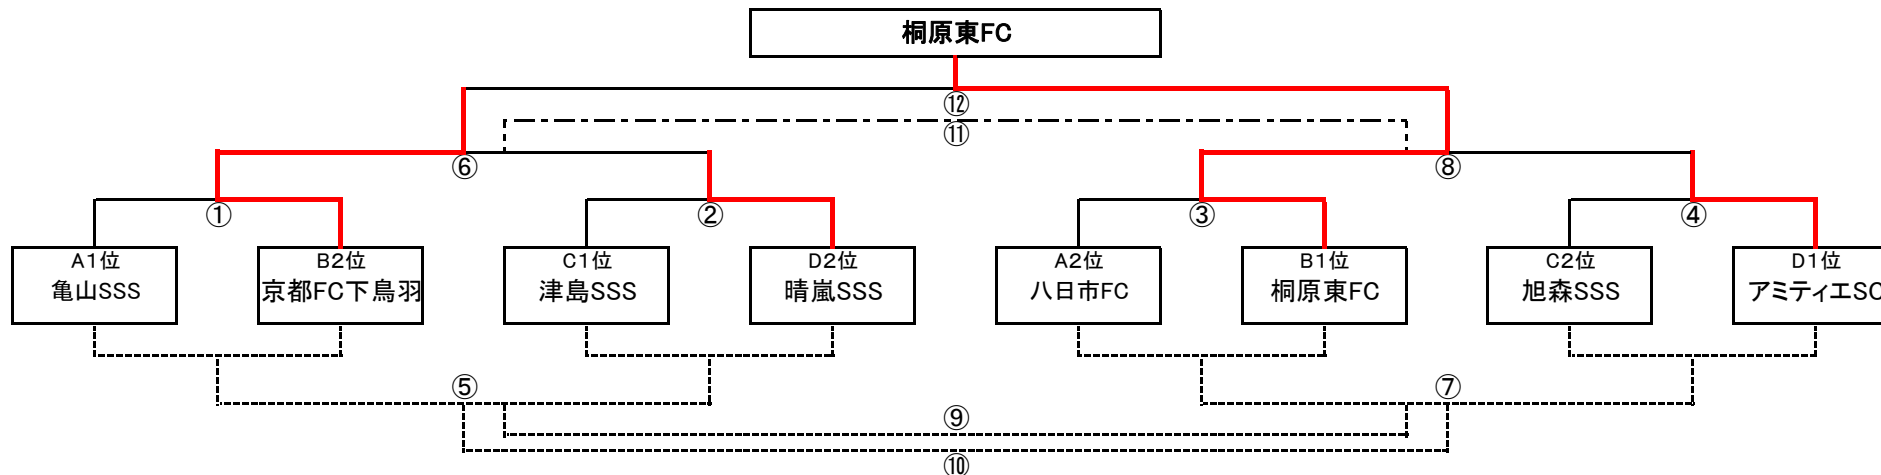 桐原東FC
⑫
⑪
⑥
⑧
①
②
③
④
A1位
亀山SSS
B2位
京都FC下鳥羽
C1位
津島SSS
D2位
晴嵐SSS
A2位
八日市FC
B1位
桐原東FC
C2位
旭森SSS
D1位
アミティエSC
⑤
⑦
⑨
⑩